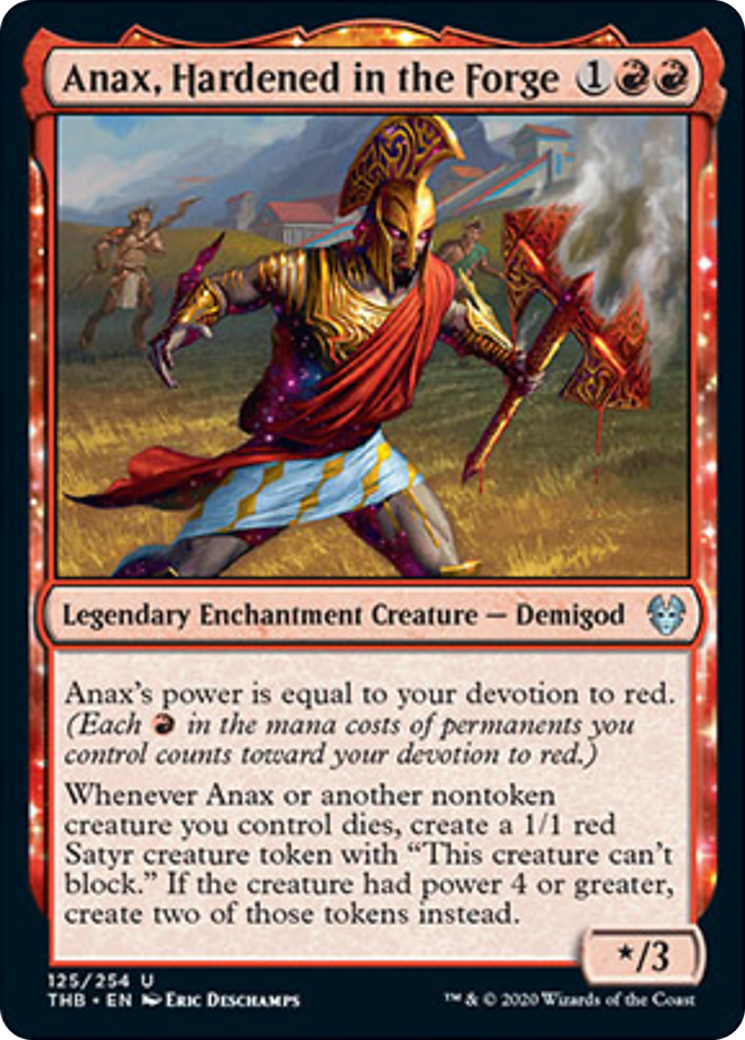 Anax, Hardened in the Forge 1
Legendary Enchantment Creature — Demigod
Anax's power is equal to your devotion to red.
(Each in the mana costs of permanents you
control counts toward your devotion to red.)
Whenever Anax or another nontoken
creature you control dies, create a 1/1 red
Satyr creature token with “This creature can't
block.” If the creature had power 4 or greater,
create two of those tokens instead.
*/3
125/254 U
THB • EN Eric Deschamps
™ & © 2020 Wizards of the Coast